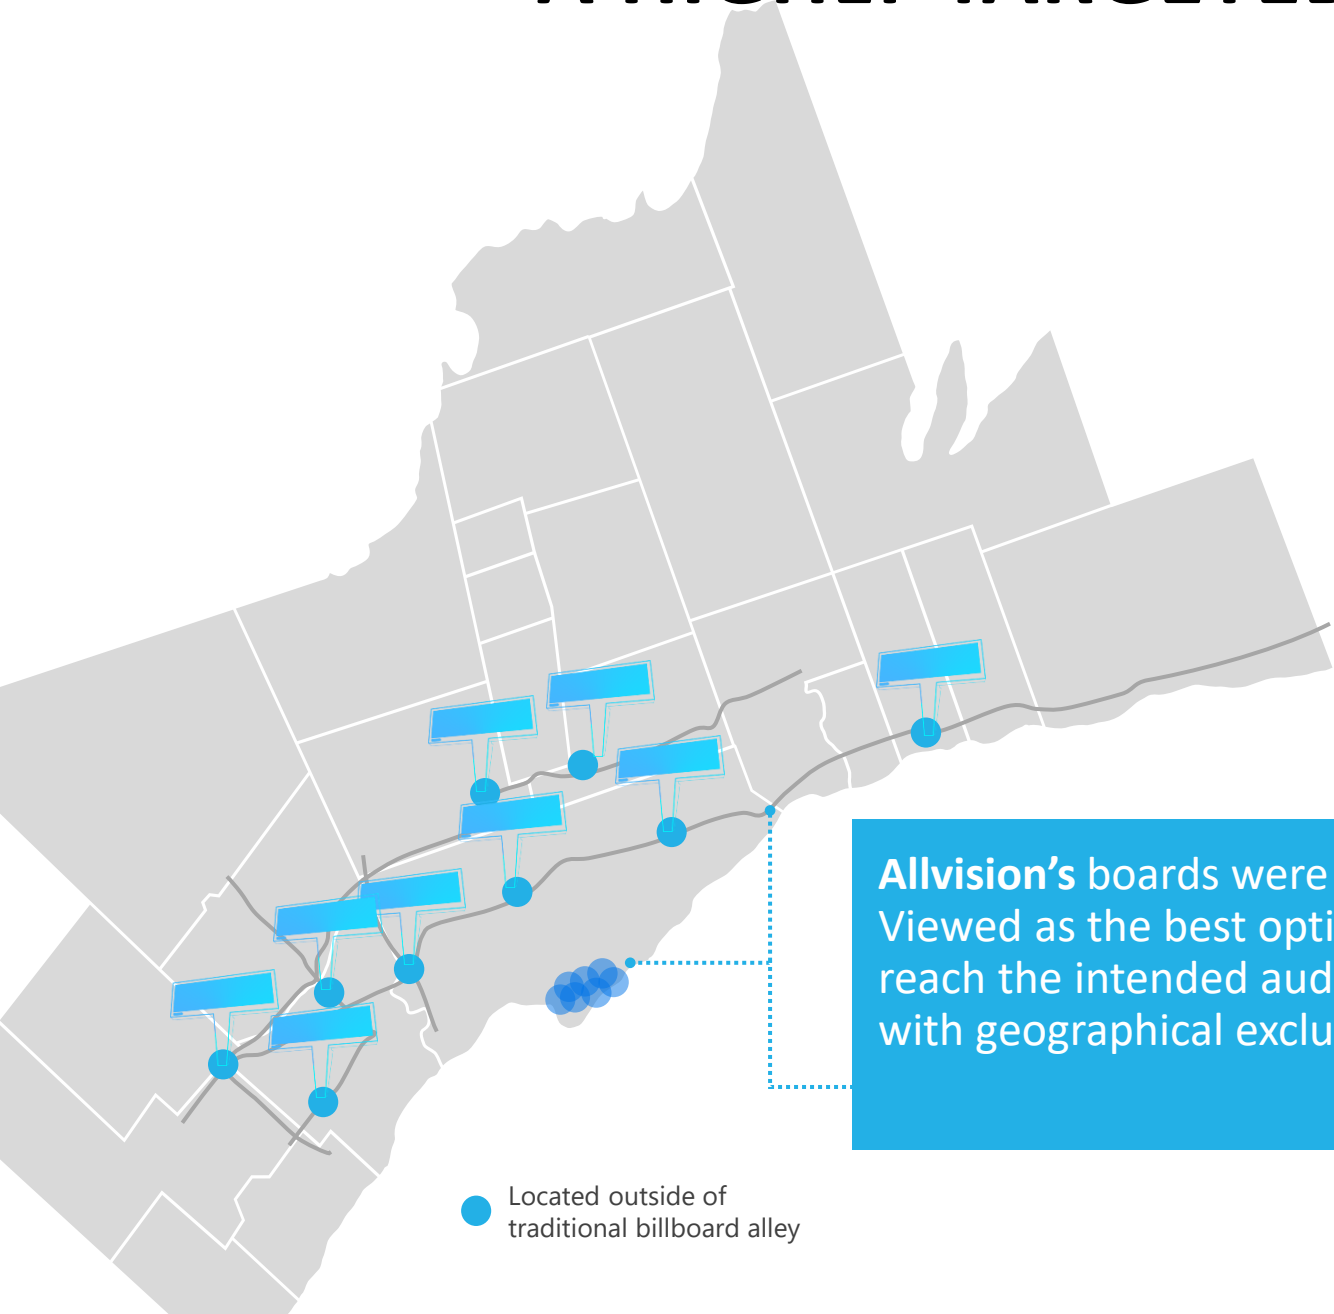 Allvision's boards were
Viewed as the best opti
reach the intended aud
with geographical exclu
Located outside of
traditional billboard alley